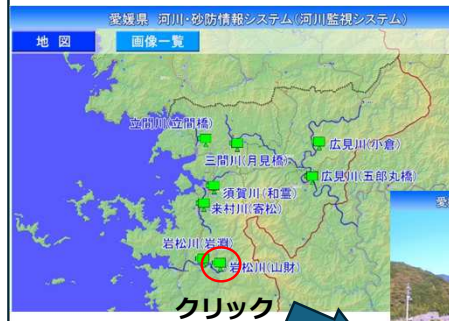 愛媛県 河川・砂防情報システム(河川監視システム)
地 図
画像一覧
立間川(立間橋)
三間川(月見橋)
広見川(小倉)
広見川(五郎丸橋)
須賀川(和霊)
来村川(寄松)
岩松川(岩淵)
岩松川(山財)
クリック
愛